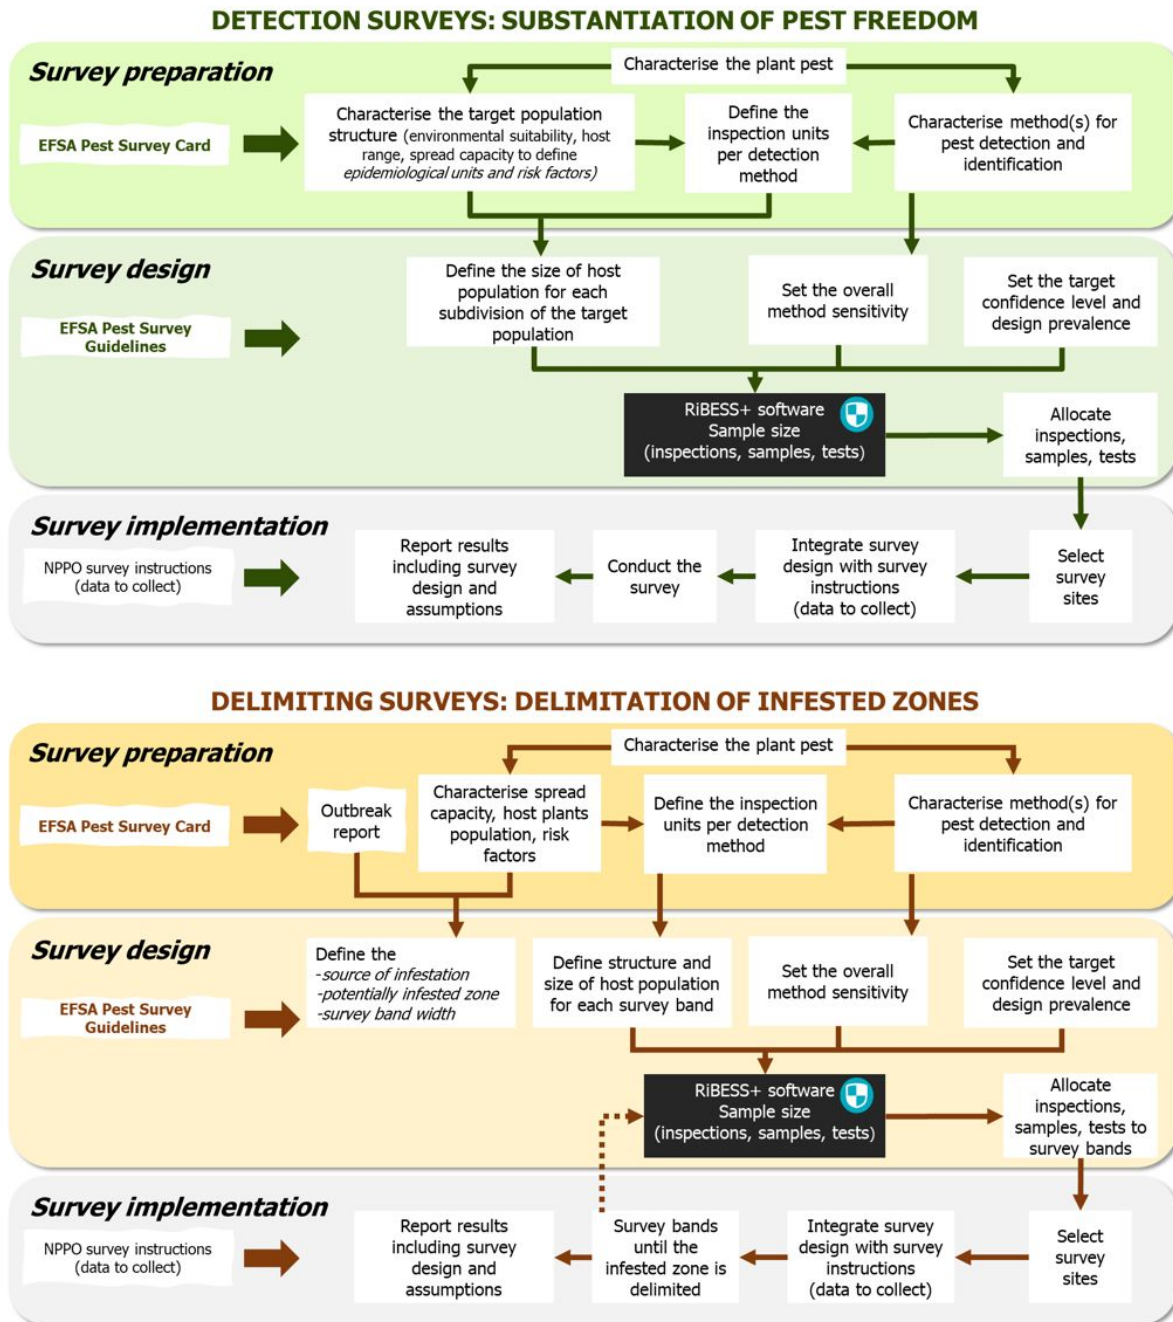 DETECTION SURVEYS: SUBSTANTIATION OF PEST FREEDOM
Survey preparation
Characterise the plant pest
EFSA Pest Survey Card
Characterise the target population
structure (environmental suitability, host
range, spread capacity to define
epidemiological units and risk factors)
Define the
inspection units
per detection
method
Characterise method(s) for
pest detection and
identification
Survey design
EFSA Pest Survey
Guidelines
Define the size of host
population for each
subdivision of the target
population
Set the overall
method sensitivity
Set the target
confidence level and
design prevalence
RiBESS+ software
Sample size
(inspections, samples, tests)
Allocate
inspections,
samples, tests
Survey implementation
NPPO survey instructions
(data to collect)
Report results
including survey
design and
assumptions
Conduct the
survey
Integrate survey
design with survey
instructions
(data to collect)
Select
survey
sites
DELIMITING SURVEYS: DELIMITATION OF INFESTED ZONES
Survey preparation
Characterise the plant pest
EFSA Pest Survey Card
Outbreak
report
Characterise spread
capacity, host plants
population, risk
factors
Define the inspection
units per detection
method
Characterise method(s) for
pest detection and
identification
Survey design
EFSA Pest Survey
Guidelines
Define the
-source of infestation
-potentially infested zone
-survey band width
Define structure and
size of host population
for each survey band
Set the overall
method sensitivity
Set the target
confidence level and
design prevalence
RiBESS+ software
Sample size
(inspections, samples, tests)
Allocate
inspections,
samples, tests to
survey bands
Survey implementation
NPPO survey instructions
(data to collect)
Report results
including survey
design and
assumptions
Survey bands
until the
infested zone is
delimited
Integrate survey
design with survey
instructions
(data to collect)
Select
survey
sites